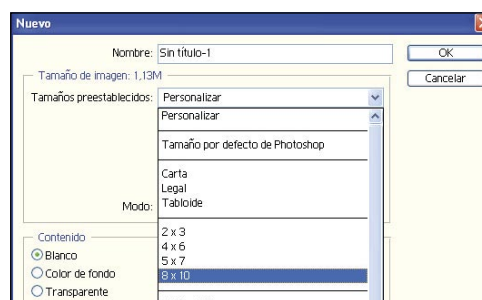 Nuevo
Nombre: Sin título-1
OK
Tamaño de imagen: 1,13M
Cancelar
Tamaños preestablecidos: Personalizar
Personalizar
Tamaño por defecto de Photoshop
Carta
Legal
Modo: Tabloide
Contenido
2 x 3
Blanco
4 x 6
5 x 7
Color de fondo
8 x 10
Transparente